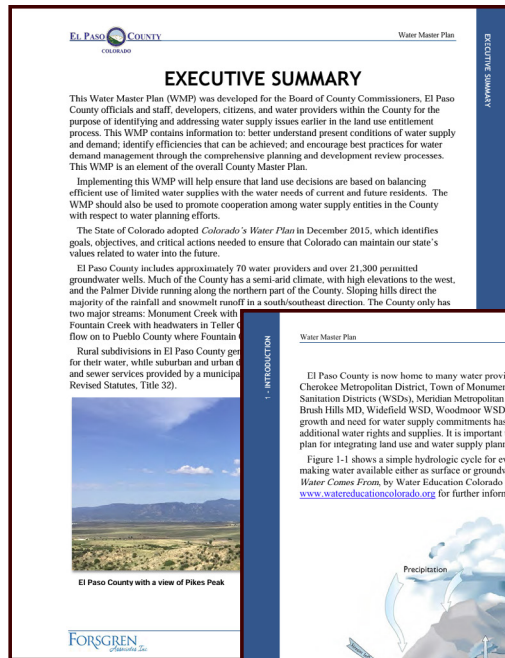 EL PASO COUNTY
COLORADO
Water Master Plan
EXECUTIVE SUMMARY
EXECUTIVE SUMMARY
This Water Master Plan (WMP) was developed for the Board of County Commissioners, El Paso
County officials and staff, developers, citizens, and water providers within the County for the
purpose of identifying and addressing water supply issues earlier in the land use entitlement
process. This WMP contains information to: better understand present conditions of water supply
and demand; identify efficiencies that can be achieved; and encourage best practices for water
demand management through the comprehensive planning and development review processes.
This WMP is an element of the overall County Master Plan.
Implementing this WMP will help ensure that land use decisions are based on balancing
efficient use of limited water supplies with the water needs of current and future residents. The
WMP should also be used to promote cooperation among water supply entities in the County
with respect to water planning efforts.
The State of Colorado adopted Colorado's Water Plan in December 2015, which identifies
goals, objectives, and critical actions needed to ensure that Colorado can maintain our state's
values related to water into the future.
El Paso County includes approximately 70 water providers and over 21,300 permitted
groundwater wells. Much of the County has a semi-arid climate, with high elevations to the west,
and the Palmer Divide running along the northern part of the County. Sloping hills direct the
majority of the rainfall and snowmelt runoff in a south/southeast direction. The County only has
two major streams: Monument Creek with
Fountain Creek with headwaters in Teller
flow on to Pueblo County where Fountain
Rural subdivisions in El Paso County
for their water, while suburban and urban
and sewer services provided by a municipa
Revised Statutes, Title 32).
El Paso County with a view of Pikes Peak
FORSGREN
Associates Inc
1 - INTRODUCTION
Water Master Plan
El Paso County is now home to many water provi
Cherokee Metropolitan District, Town of Monumen
Sanitation Districts (WSDs), Meridian Metropolitan
Brush Hills MD, Widefield WSD, Woodmoor WSD
growth and need for water supply commitments has
additional water rights and supplies. It is important
plan for integrating land use and water supply plann
Figure 1-1 shows a simple hydrologic cycle for ev
making water available either as surface or groundw
Water Comes From, by Water Education Colorado
www.watereducationcolorado.org for further inform
Precipitation